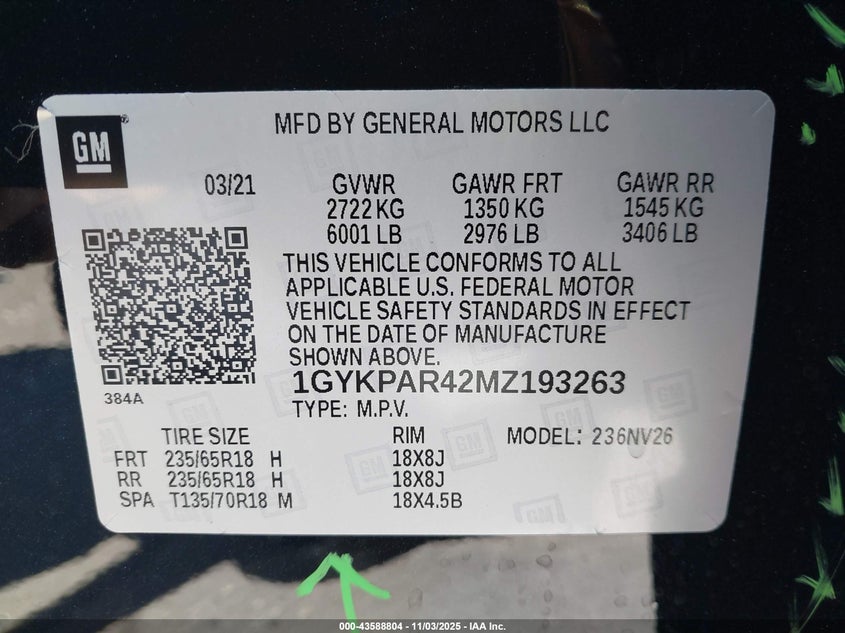 GM
MFD BY GENERAL MOTORS LLC
03/21 GVWR GAWR FRT GAWR RR
2722 KG 1350 KG 1545 KG
6001 LB 2976 LB 3406 LB
THIS VEHICLE CONFORMS TO ALL
APPLICABLE U.S. FEDERAL MOTOR
VEHICLE SAFETY STANDARDS IN EFFECT
ON THE DATE OF MANUFACTURE
SHOWN ABOVE.
384A
1GYKPAR42MZ193263
TYPE: M.P.V.
TIRE SIZE RIM MODEL: 236NV26
FRT 235/65R18 H 18X8J
RR 235/65R18 H 18X8J
SPA T135/70R18 M 18X4.5B
000-43588804 - 11/03/2025 - IAA Inc.